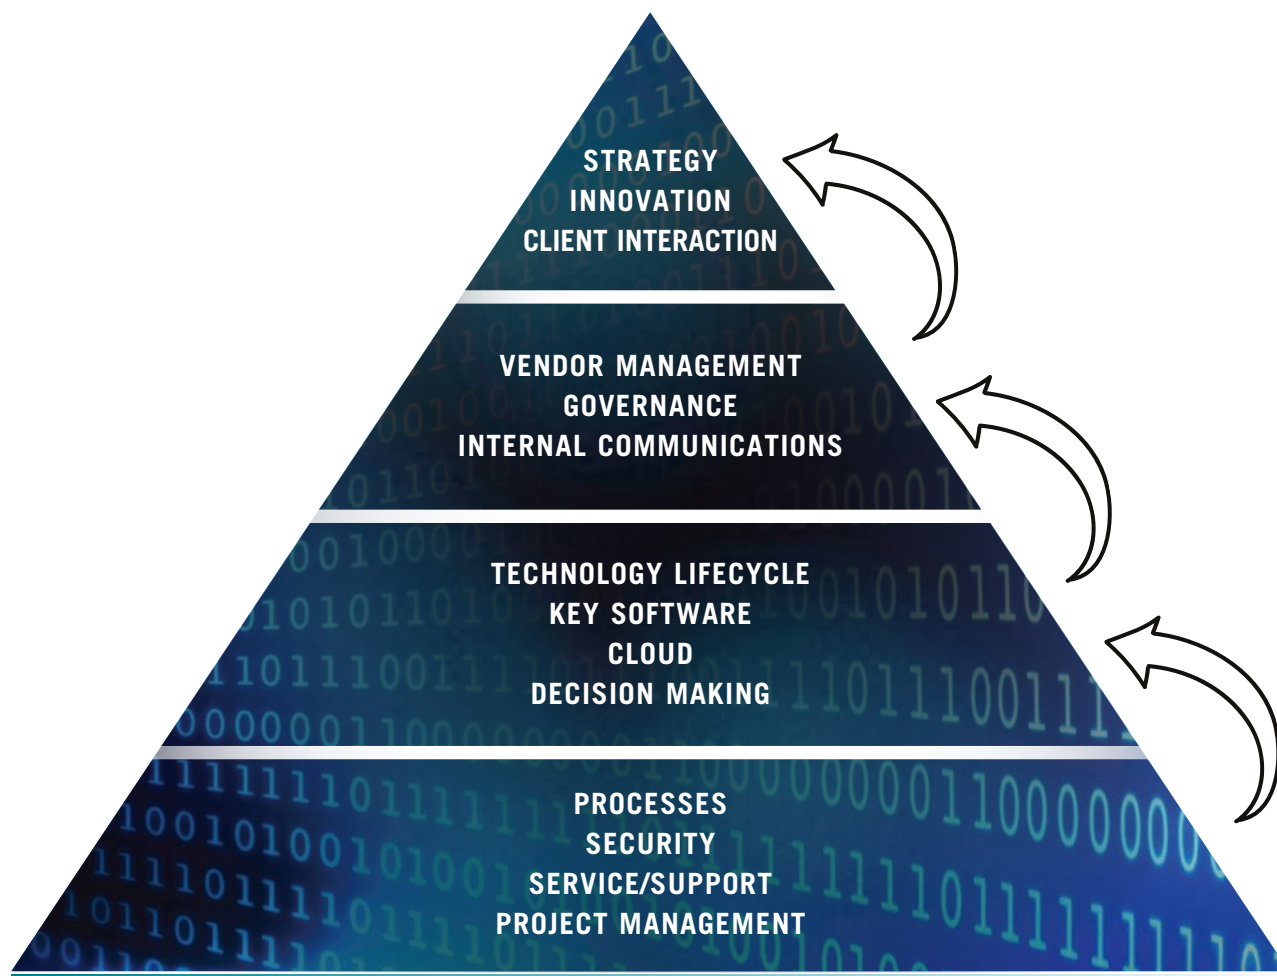 STRATEGY
INNOVATION
CLIENT INTERACTION
VENDOR MANAGEMENT
GOVERNANCE
INTERNAL COMMUNICATIONS
TECHNOLOGY LIFECYCLE
KEY SOFTWARE
CLOUD
DECISION MAKING
PROCESSES
SECURITY
SERVICE/SUPPORT
PROJECT MANAGEMENT